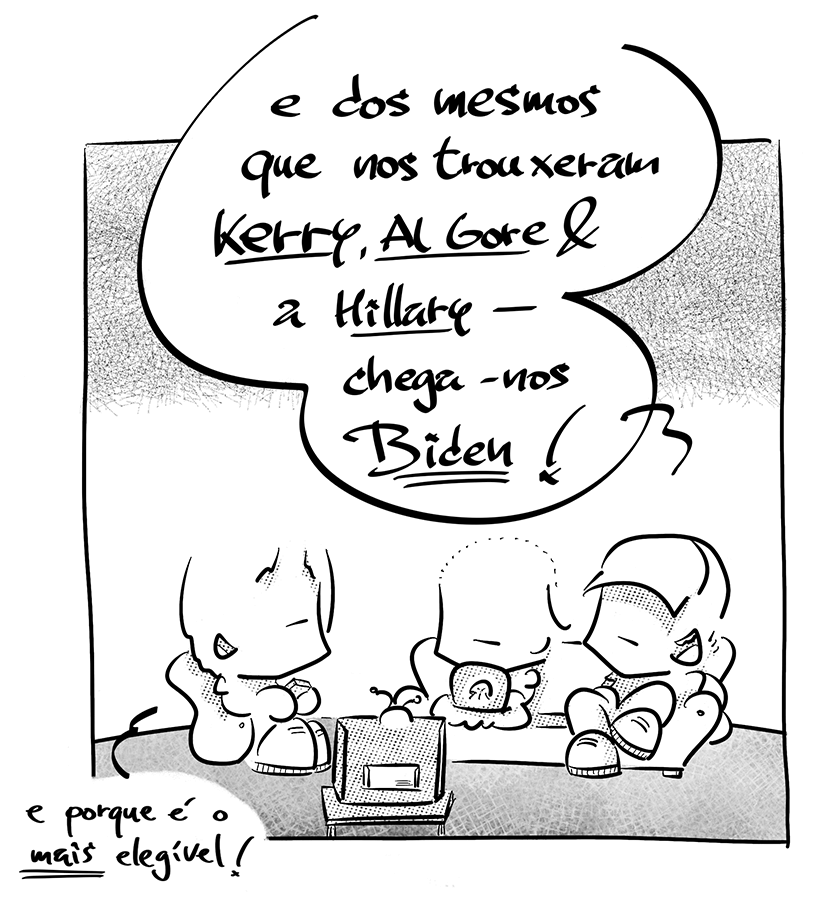 e dos mesmos
que nos trouxeram
Kerry, Al Gore &
a Hillary —
chega-nos
Biden!
e porque é o
mais elegível!